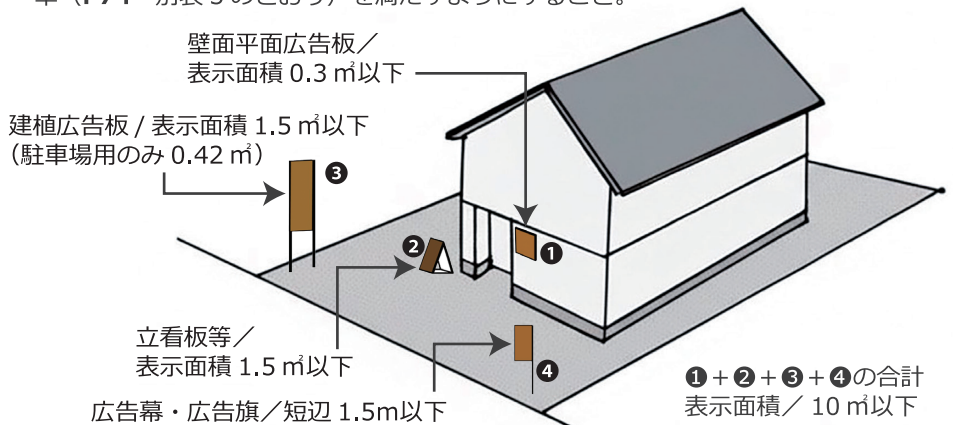 壁面平面広告板／
表示面積 0.3 ㎡以下
建植広告板 / 表示面積 1.5 ㎡以下
（駐車場用のみ 0.42 ㎡）
❸
❷
❶
立看板等／
表示面積 1.5 ㎡以下
❹
広告幕・広告旗／短辺 1.5m以下
❶+❷+❸+❹の合計
表示面積／ 10 ㎡以下